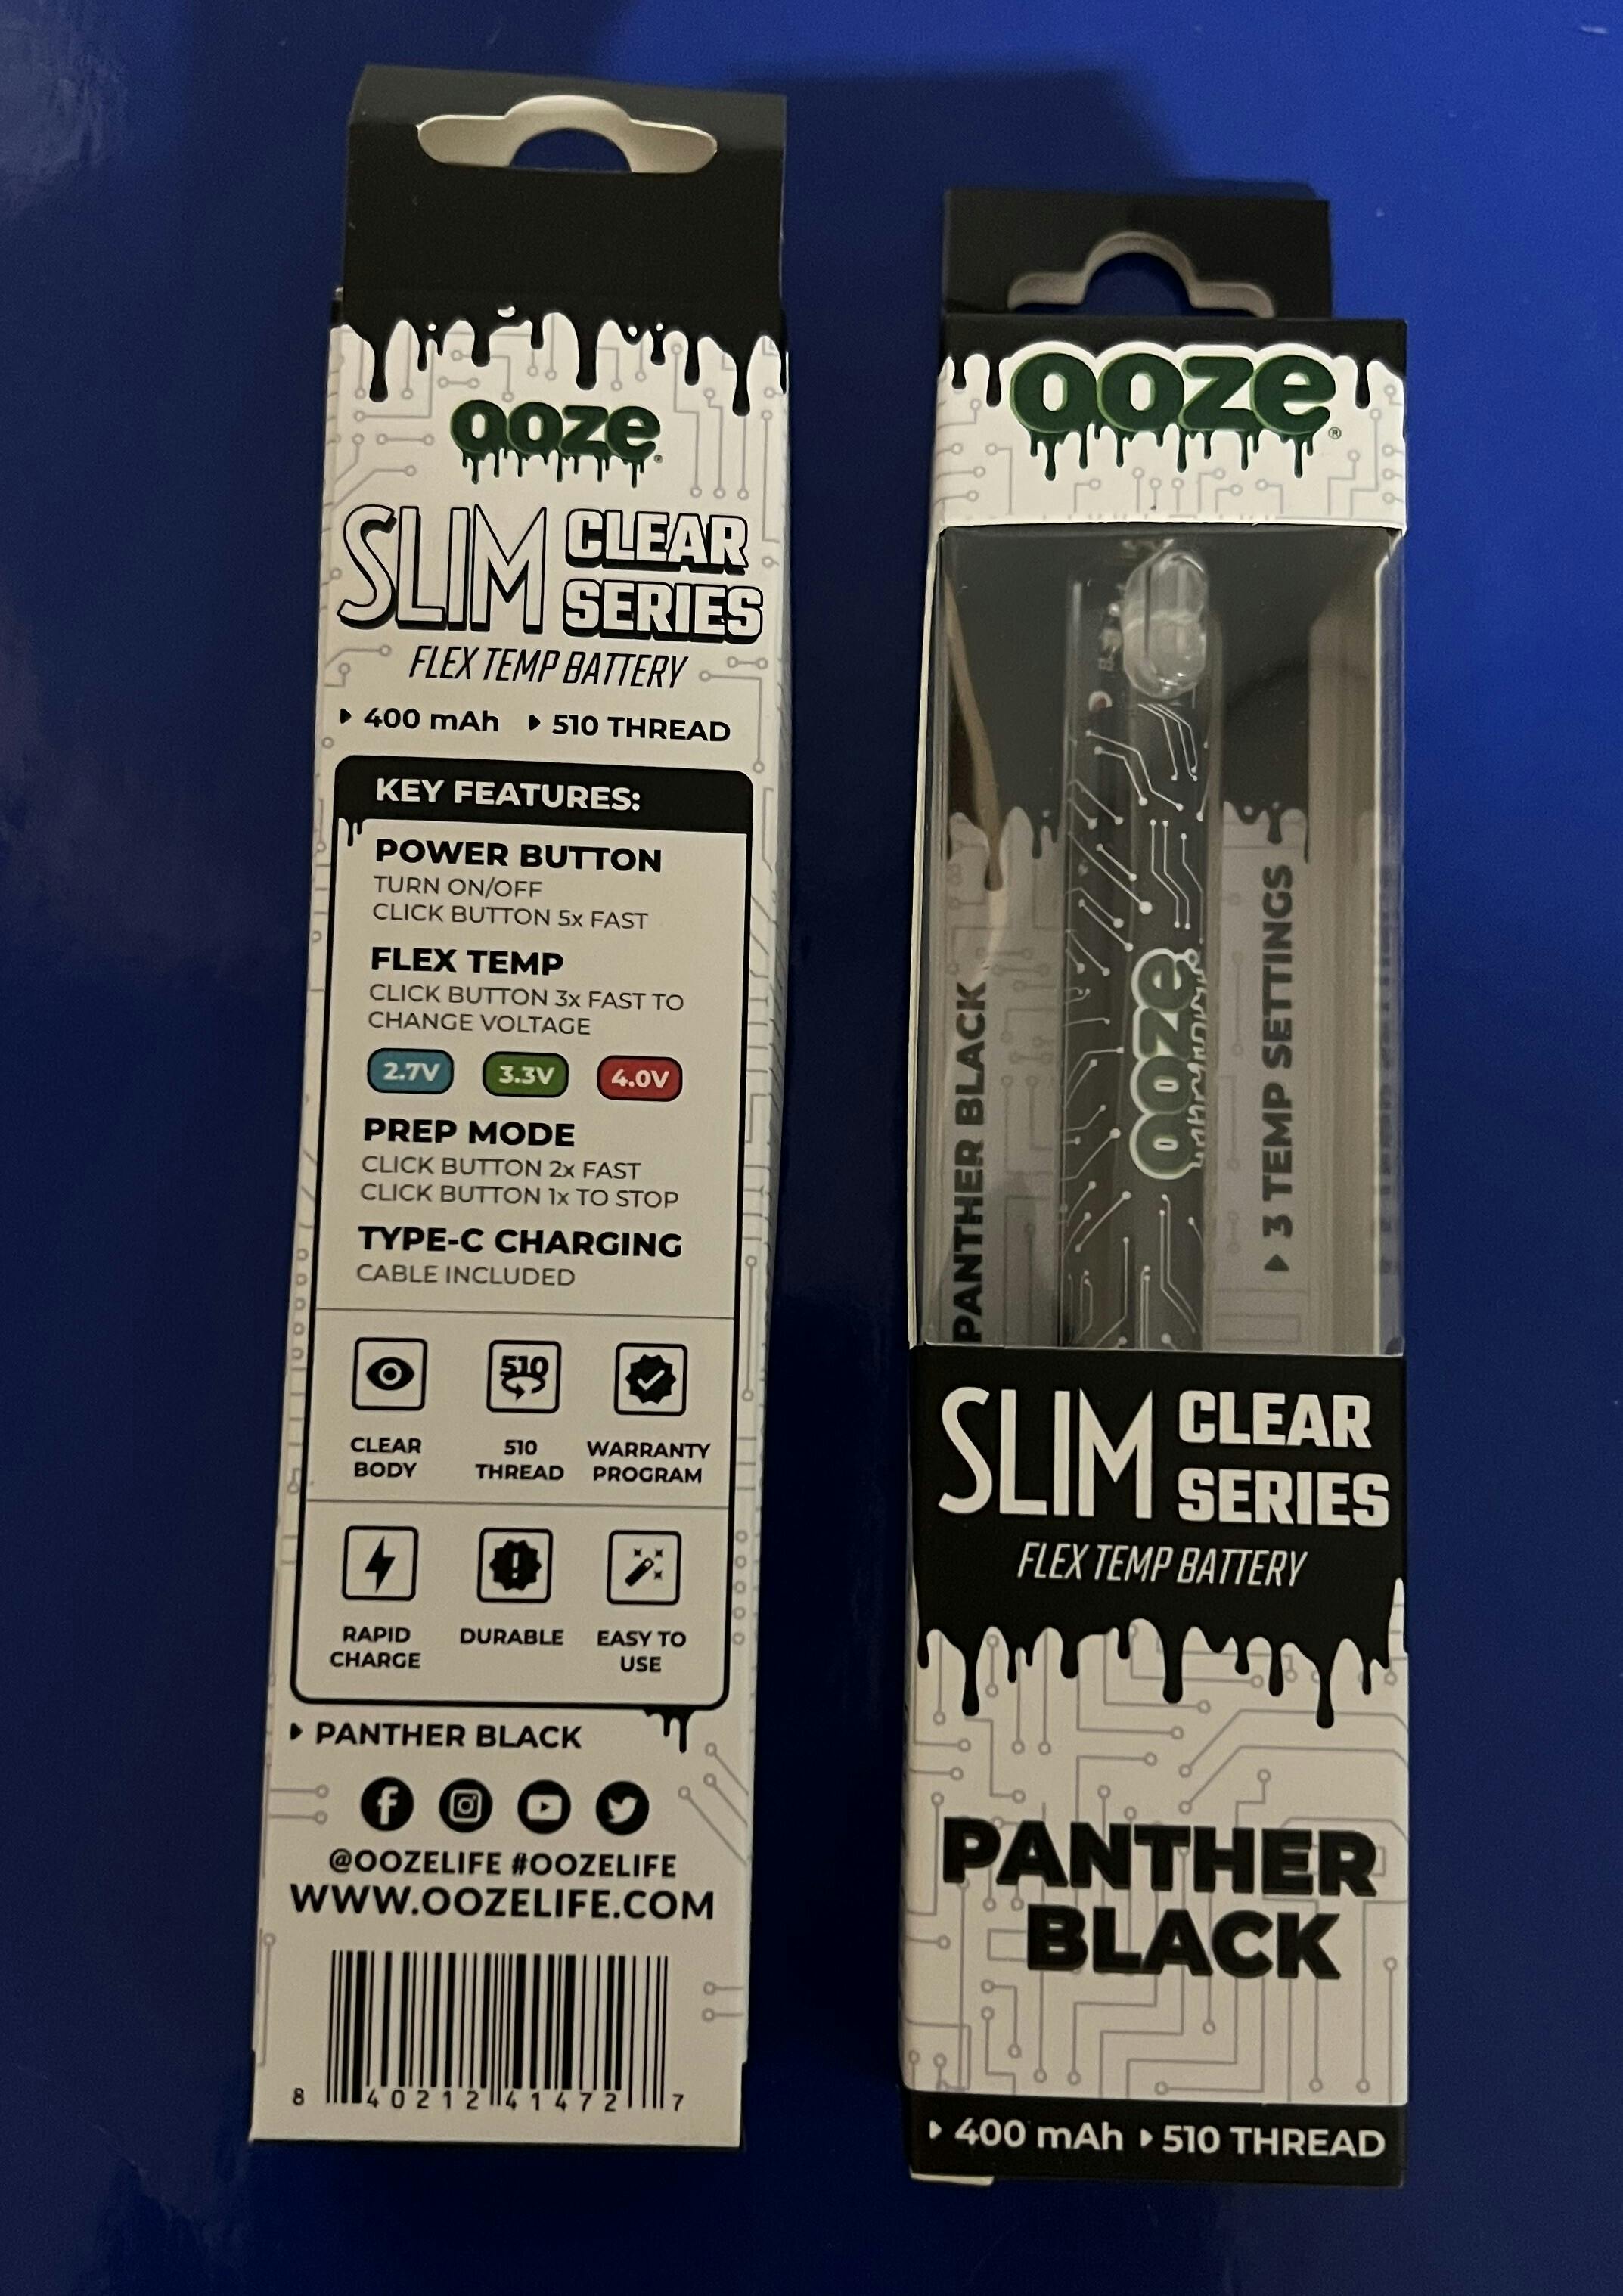 ooze®
SLIM CLEAR SERIES
FLEX TEMP BATTERY
400 mAh 510 THREAD
KEY FEATURES:
POWER BUTTON
TURN ON/OFF
CLICK BUTTON 5x FAST
FLEX TEMP
CLICK BUTTON 3x FAST TO
CHANGE VOLTAGE
2.7V 3.3V 4.0V
PREP MODE
CLICK BUTTON 2x FAST
CLICK BUTTON 1x TO STOP
TYPE-C CHARGING
CABLE INCLUDED
510
CLEAR BODY
510 THREAD
WARRANTY PROGRAM
RAPID CHARGE
DURABLE
EASY TO USE
PANTHER BLACK
@OOZELIFE #OOZELIFE
WWW.OOZELIFE.COM
8 40212 41472 7
ooze®
PANTHER BLACK
ooze
3 TEMP SETTINGS
SLIM CLEAR SERIES
FLEX TEMP BATTERY
PANTHER
BLACK
400 mAh 510 THREAD